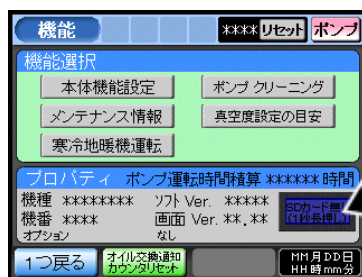 機能 **** リセット ポンプ
機能選択
本体機能設定 ポンプ クリーニング
メンテナンス情報 真空度設定の目安
寒冷地暖機運転
プロパティ ポンプ運転時間積算 ****** 時間
機種 ******** ソフト Ver. *****
機番 **** 画面 Ver. **.**
オプション なし
SDカード無
(1秒長押し)
1つ戻る オイル交換通知
カウンタリセット
MM月DD日
HH時mm分